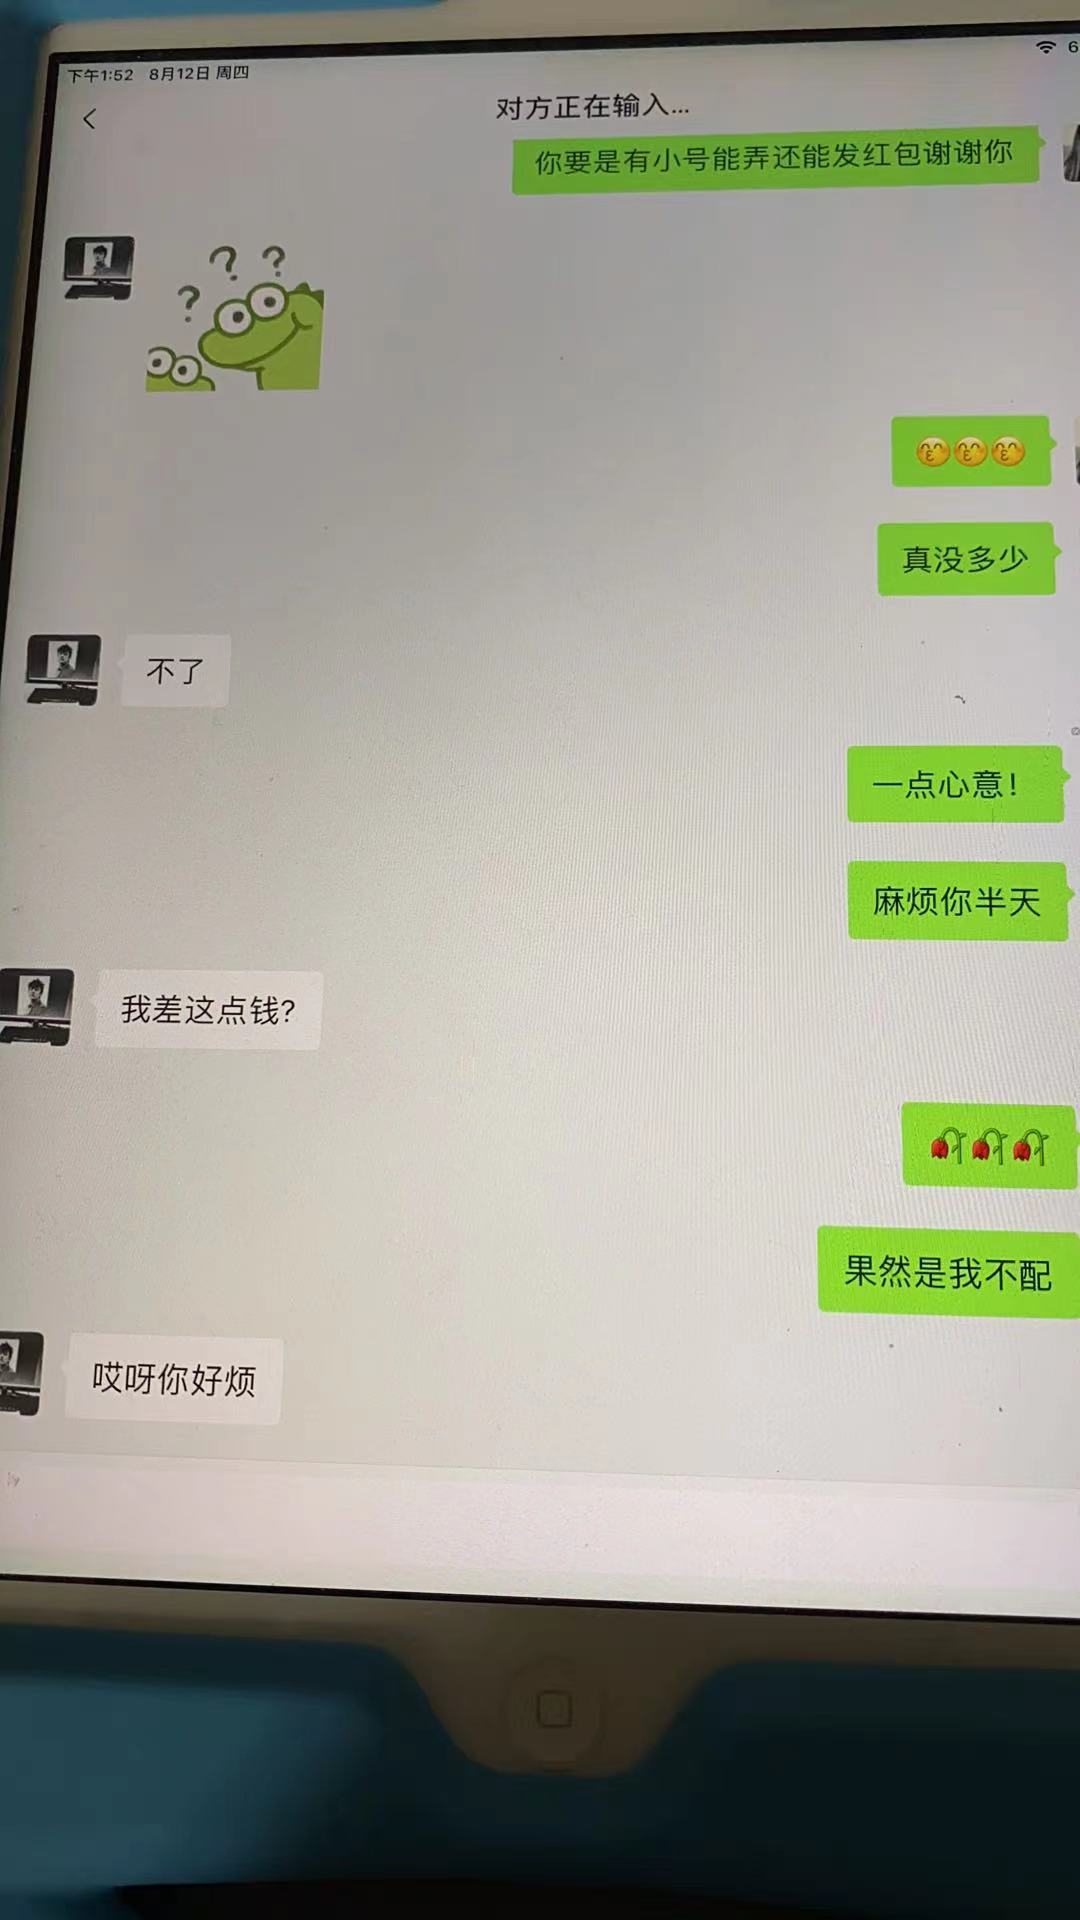 下午1:52 8月12日 周四
6
对方正在输入...
你要是有小号能弄还能发红包谢谢你
? ? ?
真没多少
不了
一点心意！
麻烦你半天
我差这点钱?
果然是我不配
哎呀你好烦